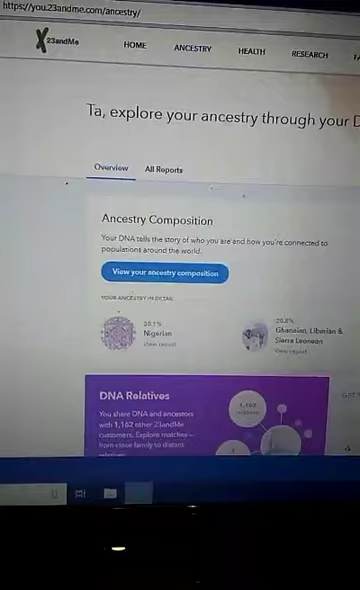 https://you.23andme.com/ancestry/
23andMe
HOME ANCESTRY HEALTH RESEARCH
Ta, explore your ancestry through your D
Overview All Reports
Ancestry Composition
Your DNA tells the story of who you are and how you're connected to
populations around the world.
View your ancestry composition
YOUR ANCESTRY IN DETAIL
Nigerian
View report
Ghanaian, Liberian &
Sierra Leonean
View report
DNA Relatives
1,162
You share DNA and ancestors
with 1,162 other 23andMe
customers. Explore matches —
from close family to distant
relatives.